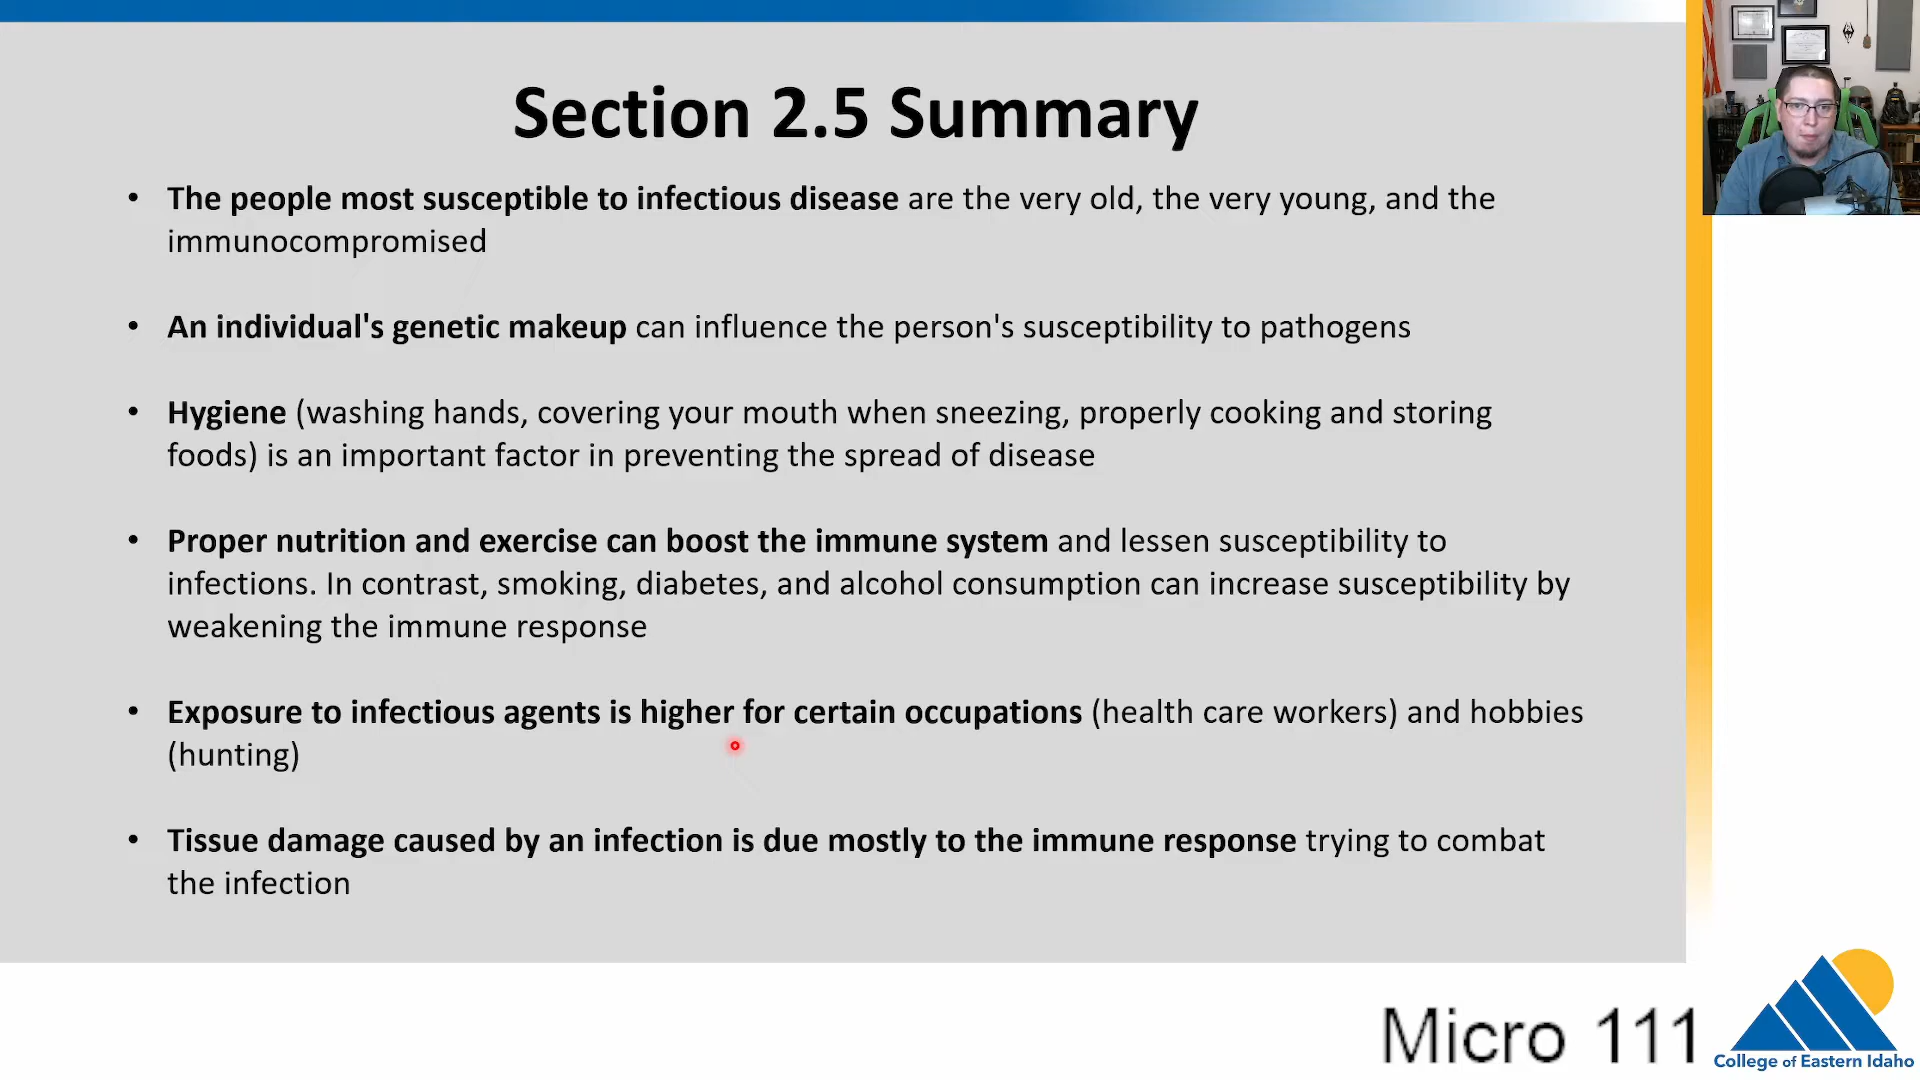 Section 2.5 Summary
• The people most susceptible to infectious disease are the very old, the very young, and the
immunocompromised
• An individual's genetic makeup can influence the person's susceptibility to pathogens
• Hygiene (washing hands, covering your mouth when sneezing, properly cooking and storing
foods) is an important factor in preventing the spread of disease
• Proper nutrition and exercise can boost the immune system and lessen susceptibility to
infections. In contrast, smoking, diabetes, and alcohol consumption can increase susceptibility by
weakening the immune response
• Exposure to infectious agents is higher for certain occupations (health care workers) and hobbies
(hunting)
• Tissue damage caused by an infection is due mostly to the immune response trying to combat
the infection
Micro 111
College of Eastern Idaho